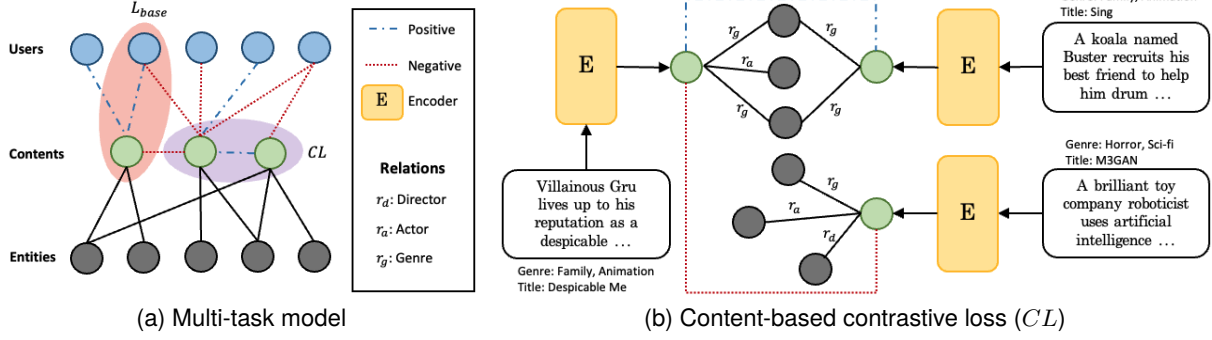 L_base
Users
Contents
Entities
CL
Positive
Negative
E
Encoder
Relations
r_d: Director
r_a: Actor
r_g: Genre
(a) Multi-task model
E
Villainous Gru
lives up to his
reputation as a
despicable ...
Genre: Family, Animation
Title: Despicable Me
r_g
r_a
r_g
r_g
r_g
r_g
r_a
r_d
E
Title: Sing
A koala named
Buster recruits his
best friend to help
him drum ...
E
Genre: Horror, Sci-fi
Title: M3GAN
A brilliant toy
company roboticist
uses artificial
intelligence ...
(b) Content-based contrastive loss (CL)